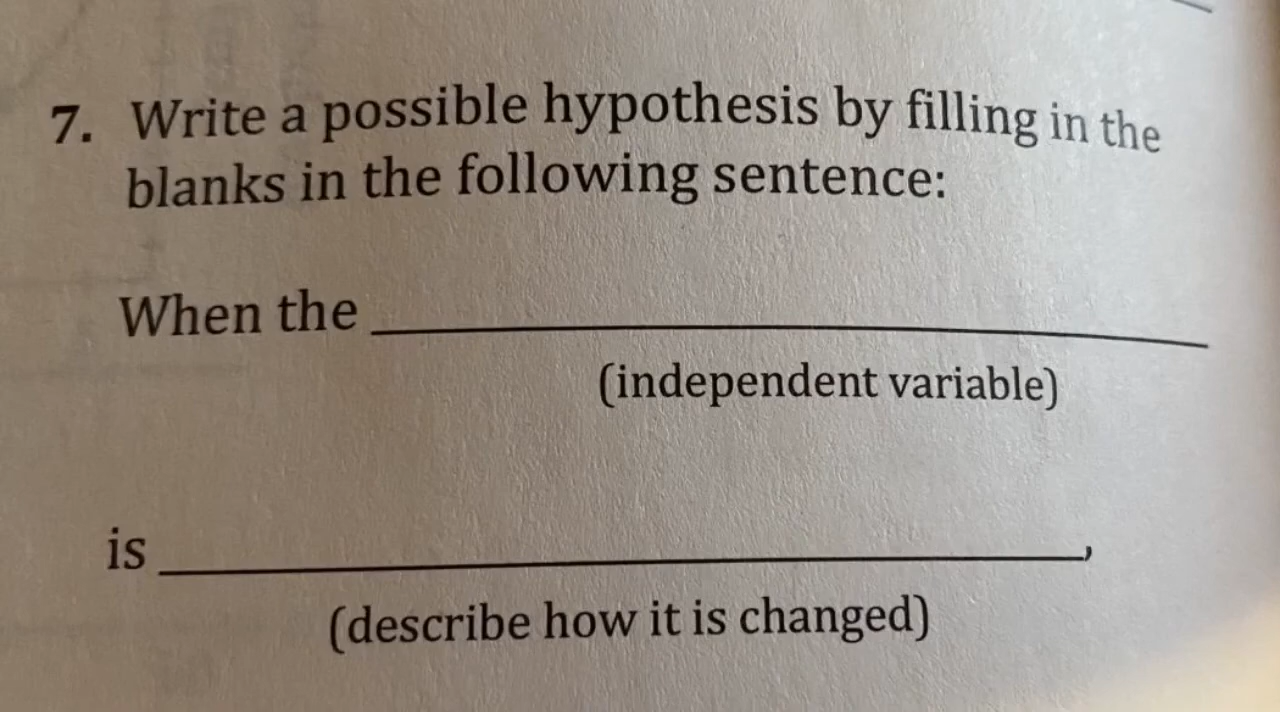 7. Write a possible hypothesis by filling in the
blanks in the following sentence:
When the
(independent variable)
is ,
(describe how it is changed)